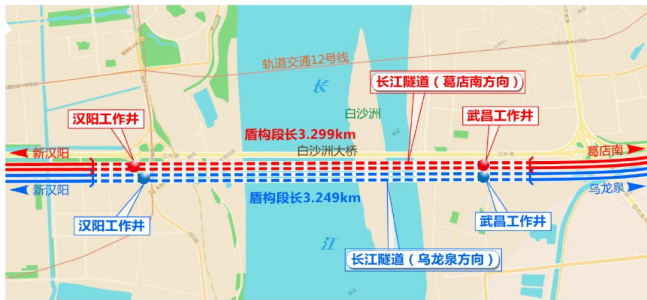 轨道交通12号线
长
长江隧道（葛店南方向）
白沙洲
汉阳工作井
武昌工作井
盾构段长3.299km
新汉阳
白沙洲大桥
葛店南
新汉阳
乌龙泉
盾构段长3.249km
汉阳工作井
武昌工作井
江
长江隧道（乌龙泉方向）